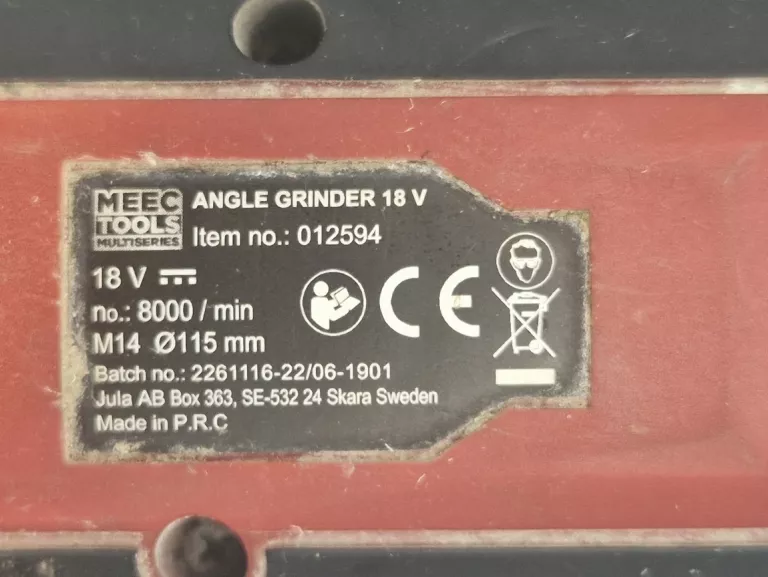 MEEC
TOOLS
MULTISERIES
ANGLE GRINDER 18 V
Item no.: 012594
18 V
no.: 8000 / min
M14 Ø115 mm
Batch no.: 2261116-22/06-1901
Jula AB Box 363, SE-532 24 Skara Sweden
Made in P.R.C
CE